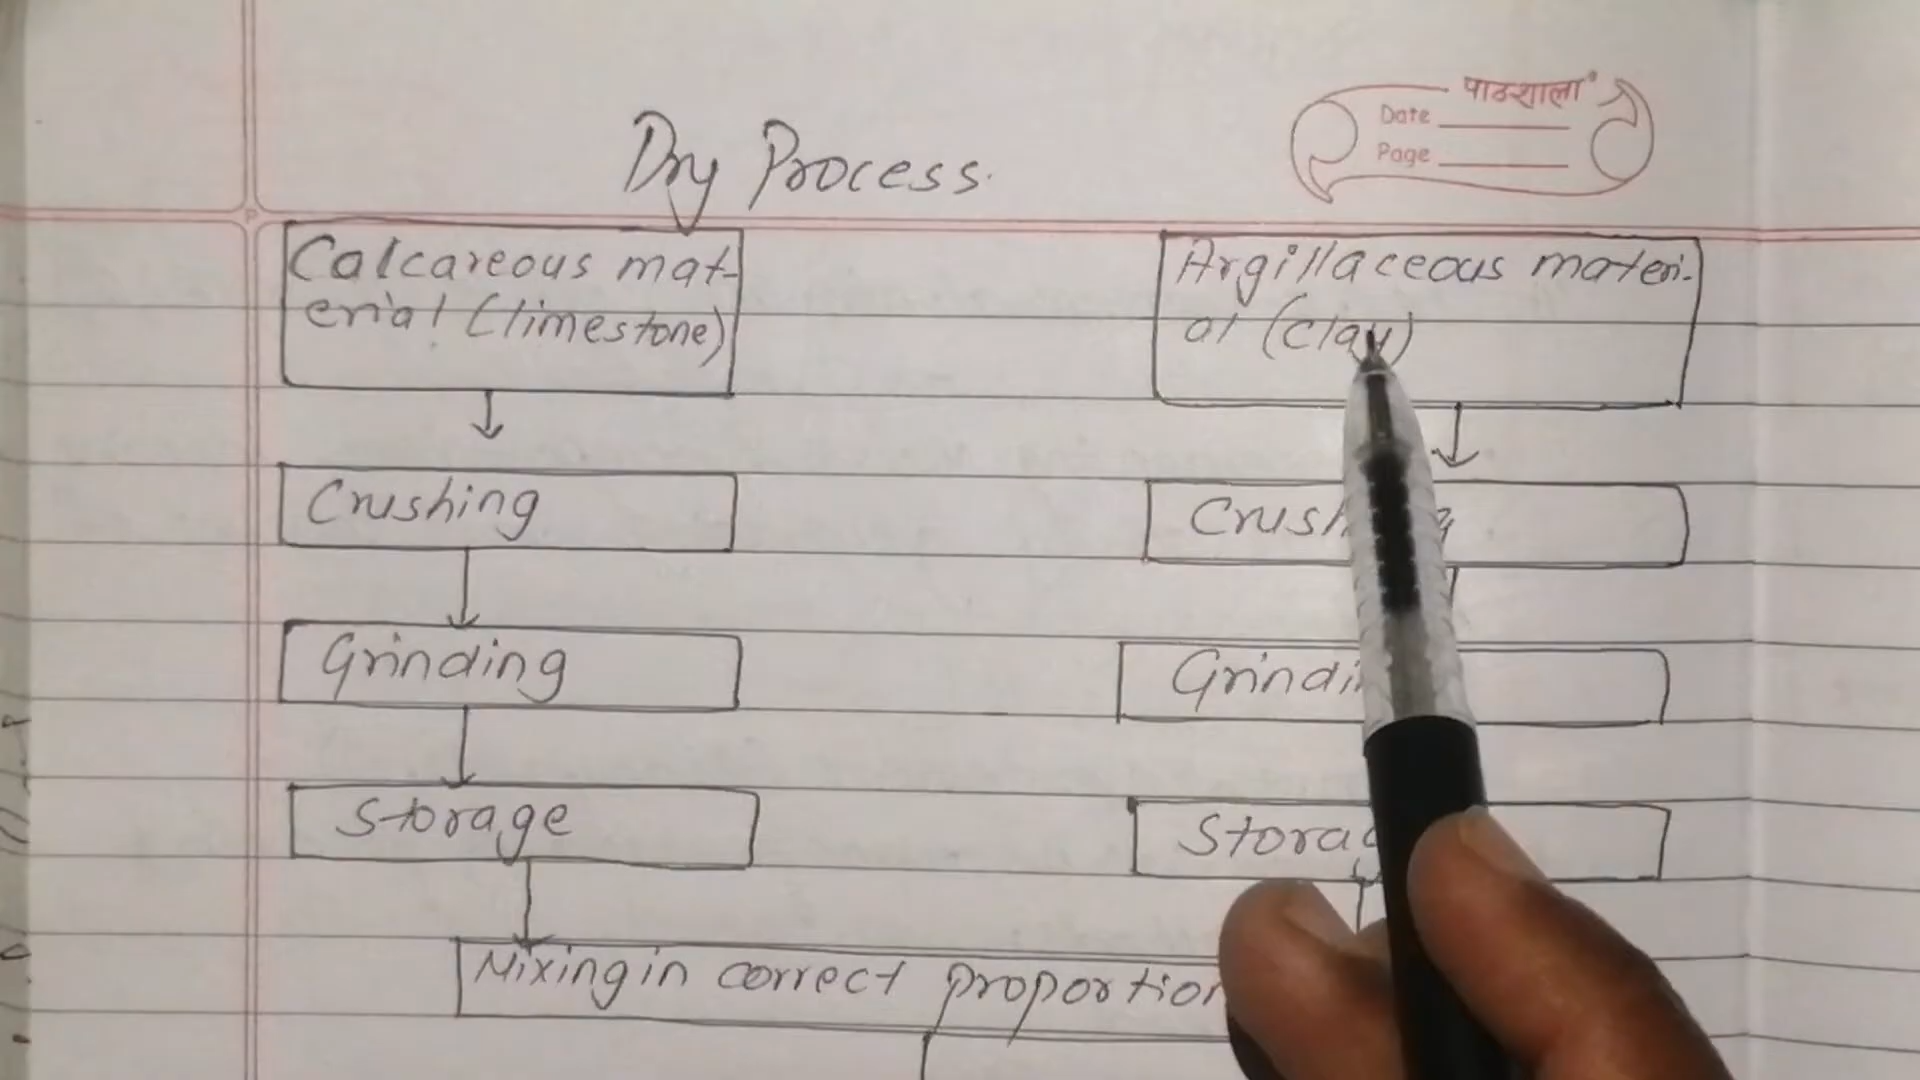 पाठशाला
Date
Page
Dry Process.
Calcareous mat-
erial (limestone)
Argillaceous materi-
al (clay)
Crushing
Grinding
Storage
Mixing in correct